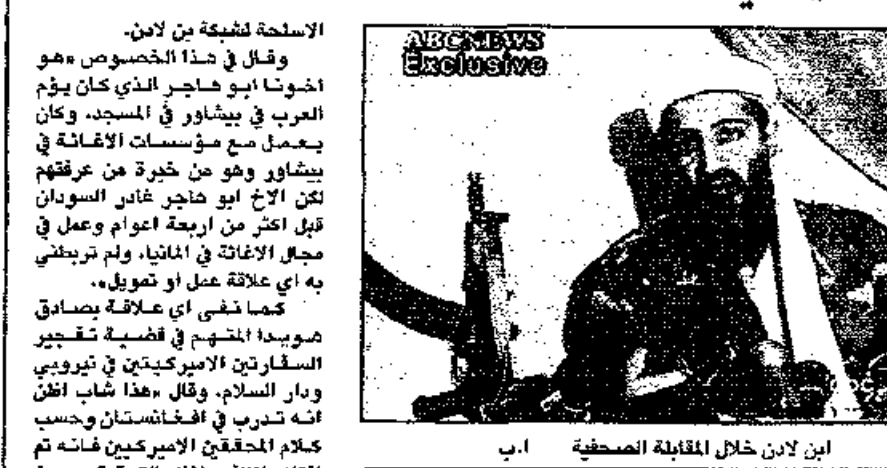 الاسلحة لشبكة بن لادن.
وقال في هذا الخصوص «هو
اخونا ابو هاجر الذي كان يؤم
العرب في بيشاور في المسجد، وكان
يعمل مع مؤسسات الاغاثة في
بيشاور وهو من خيرة من عرفتهم
لكن الاخ ابو هاجر غادر السودان
قبل اكثر من اربعة اعوام وعمل في
مجال الاغاثة في المانيا، ولم تربطني
به اي علاقة عمل او تمويل».
كما نفى اي علاقة بصادق
هويدا المتهم في قضية تفجير
السفارتين الاميركيتين في نيروبي
ودار السلام، وقال «هذا شاب اظن
انه تدرب في افغانستان وحسب
كلام المحققين الاميركيين فانه تم
ABCNEWS
Exclusive
abc
ابن لادن خلال المقابلة الصحفية ا.ب